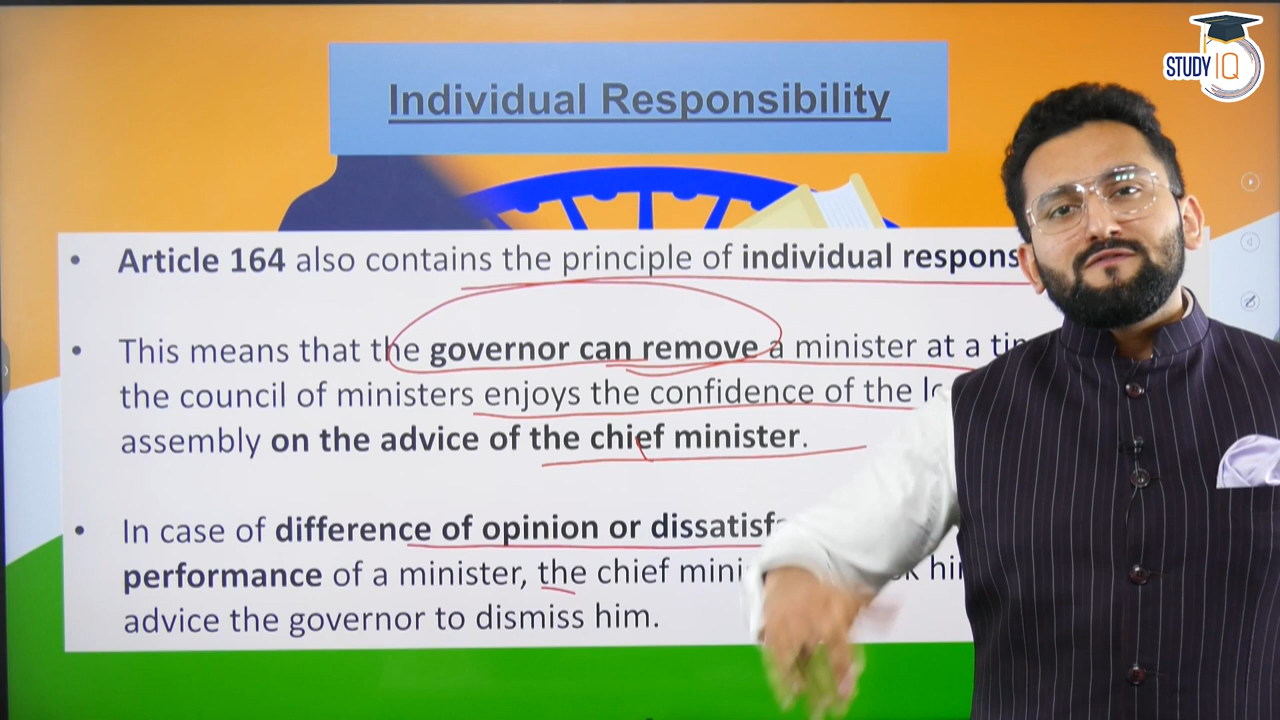 STUDY IQ
Individual Responsibility
• Article 164 also contains the principle of individual respons
• This means that the governor can remove a minister at a
the council of ministers enjoys the confidence of the
assembly on the advice of the chief minister.
• In case of difference of opinion or
performance of a minister, the chief
advice the governor to dismiss him.